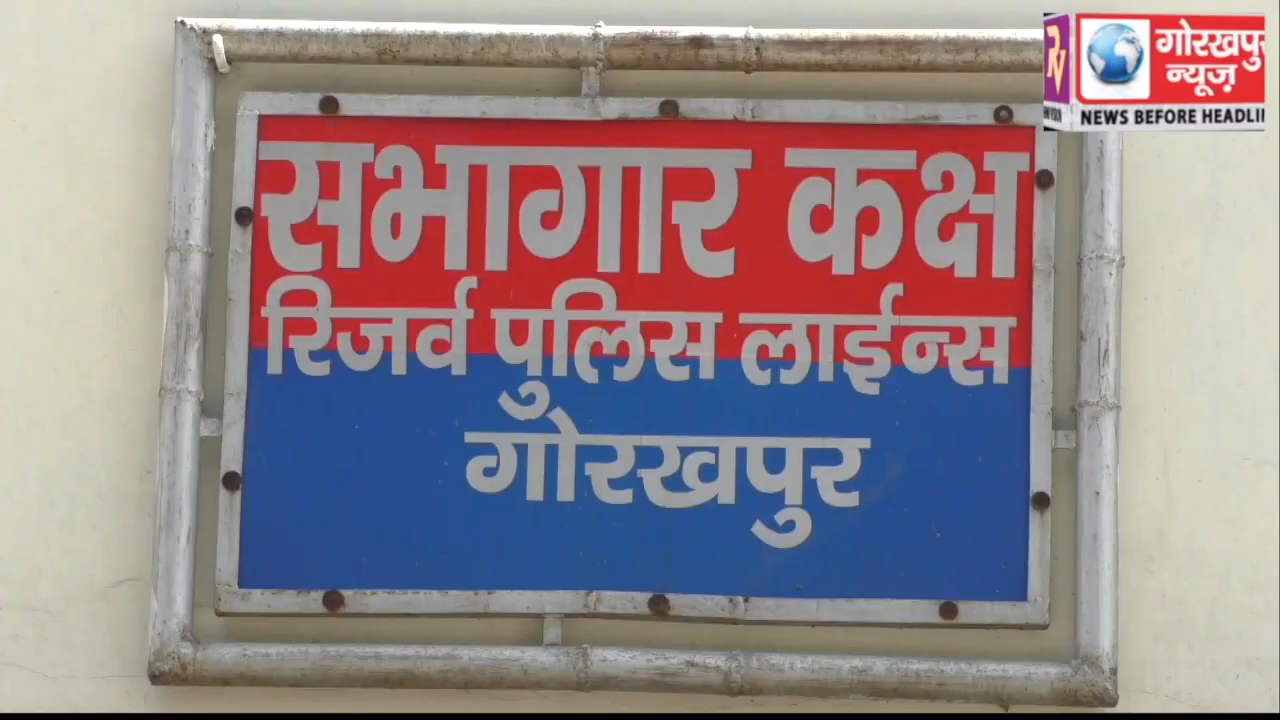 सभागार कक्ष
रिजर्व पुलिस लाईन्स
गोरखपुर
गोरखपु
न्यूज़
NEWS BEFORE HEADLI